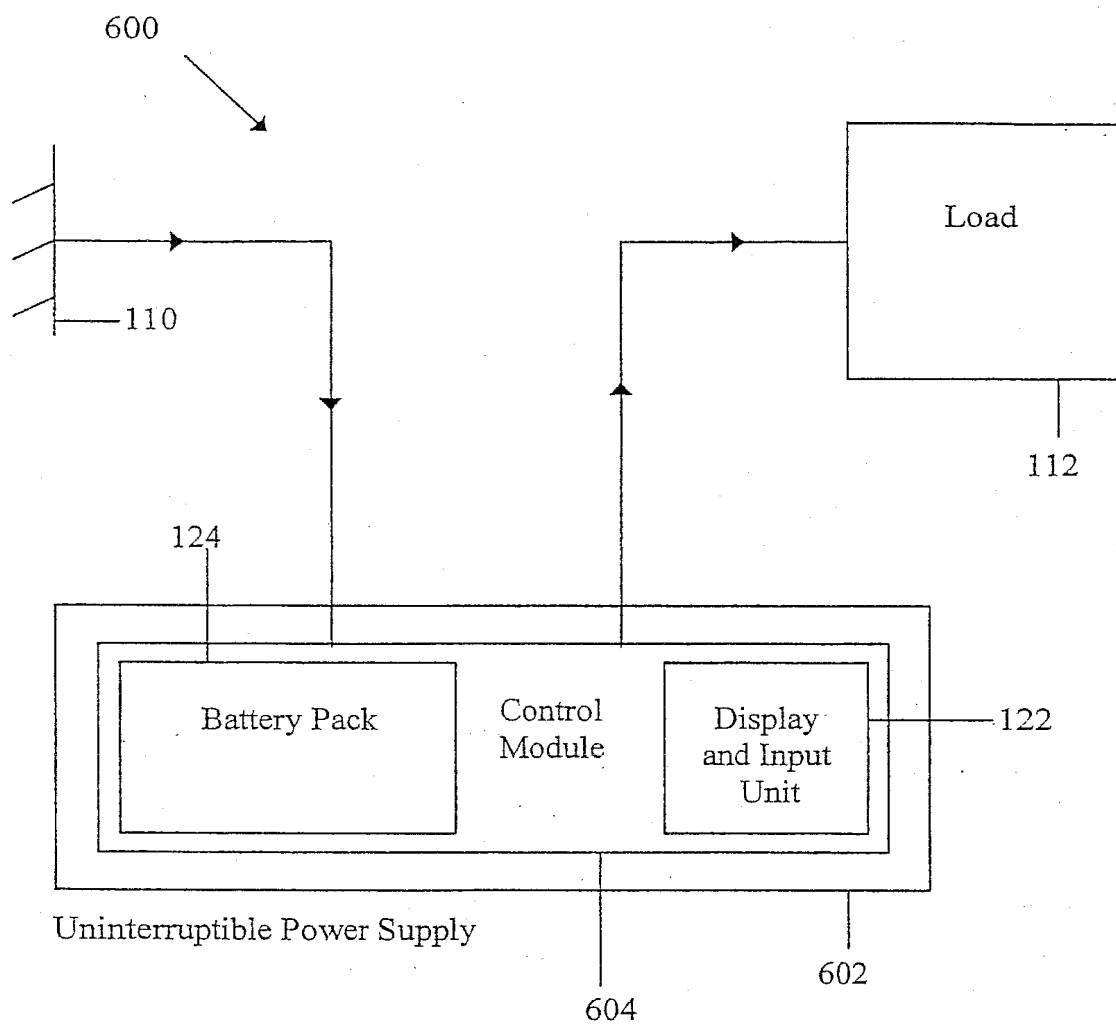 600
Load
110
112
124
Battery Pack
Control
Module
Display
and Input
Unit
122
Uninterruptible Power Supply
602
604